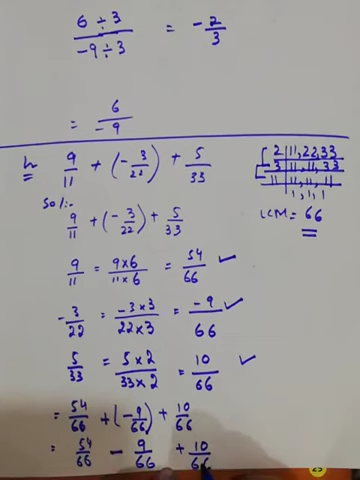 6 ÷ 3 / -9 ÷ 3 = - 2/3
= 6 / -9
h 9/11 + (- 3/22) + 5/33
2 | 11, 22, 33
3 | 11, 11, 33
11 | 11, 11, 11
1, 1, 1
LCM = 66
Sol:-
9/11 + (- 3/22) + 5/33
9/11 = 9×6 / 11×6 = 54/66 ✓
- 3/22 = -3×3 / 22×3 = -9/66 ✓
5/33 = 5×2 / 33×2 = 10/66 ✓
= 54/66 + (- 9/66) + 10/66
= 54/66 - 9/66 + 10/66